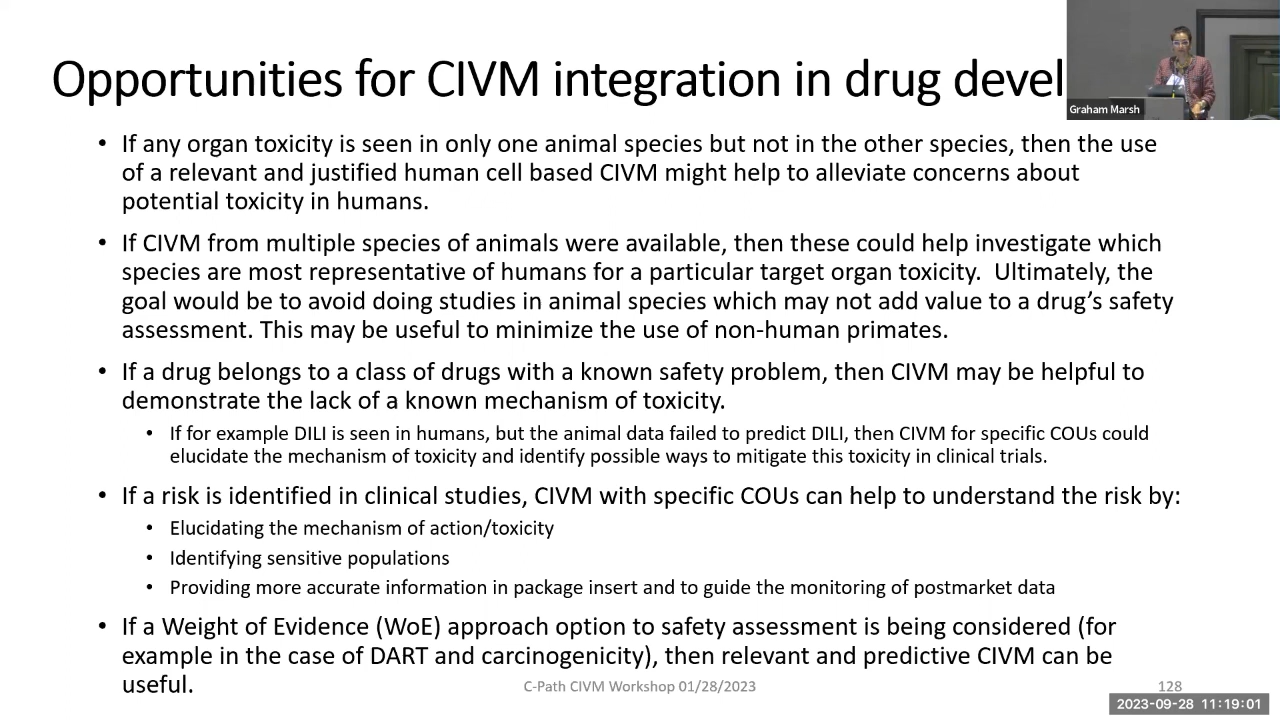 Opportunities for CIVM integration in drug devel
Graham Marsh
• If any organ toxicity is seen in only one animal species but not in the other species, then the use
of a relevant and justified human cell based CIVM might help to alleviate concerns about
potential toxicity in humans.
• If CIVM from multiple species of animals were available, then these could help investigate which
species are most representative of humans for a particular target organ toxicity.  Ultimately, the
goal would be to avoid doing studies in animal species which may not add value to a drug’s safety
assessment. This may be useful to minimize the use of non-human primates.
• If a drug belongs to a class of drugs with a known safety problem, then CIVM may be helpful to
demonstrate the lack of a known mechanism of toxicity.
• If for example DILI is seen in humans, but the animal data failed to predict DILI, then CIVM for specific COUs could
elucidate the mechanism of toxicity and identify possible ways to mitigate this toxicity in clinical trials.
• If a risk is identified in clinical studies, CIVM with specific COUs can help to understand the risk by:
• Elucidating the mechanism of action/toxicity
• Identifying sensitive populations
• Providing more accurate information in package insert and to guide the monitoring of postmarket data
• If a Weight of Evidence (WoE) approach option to safety assessment is being considered (for
example in the case of DART and carcinogenicity), then relevant and predictive CIVM can be
useful.
C-Path CIVM Workshop 01/28/2023
128
2023-09-28 11:19:01